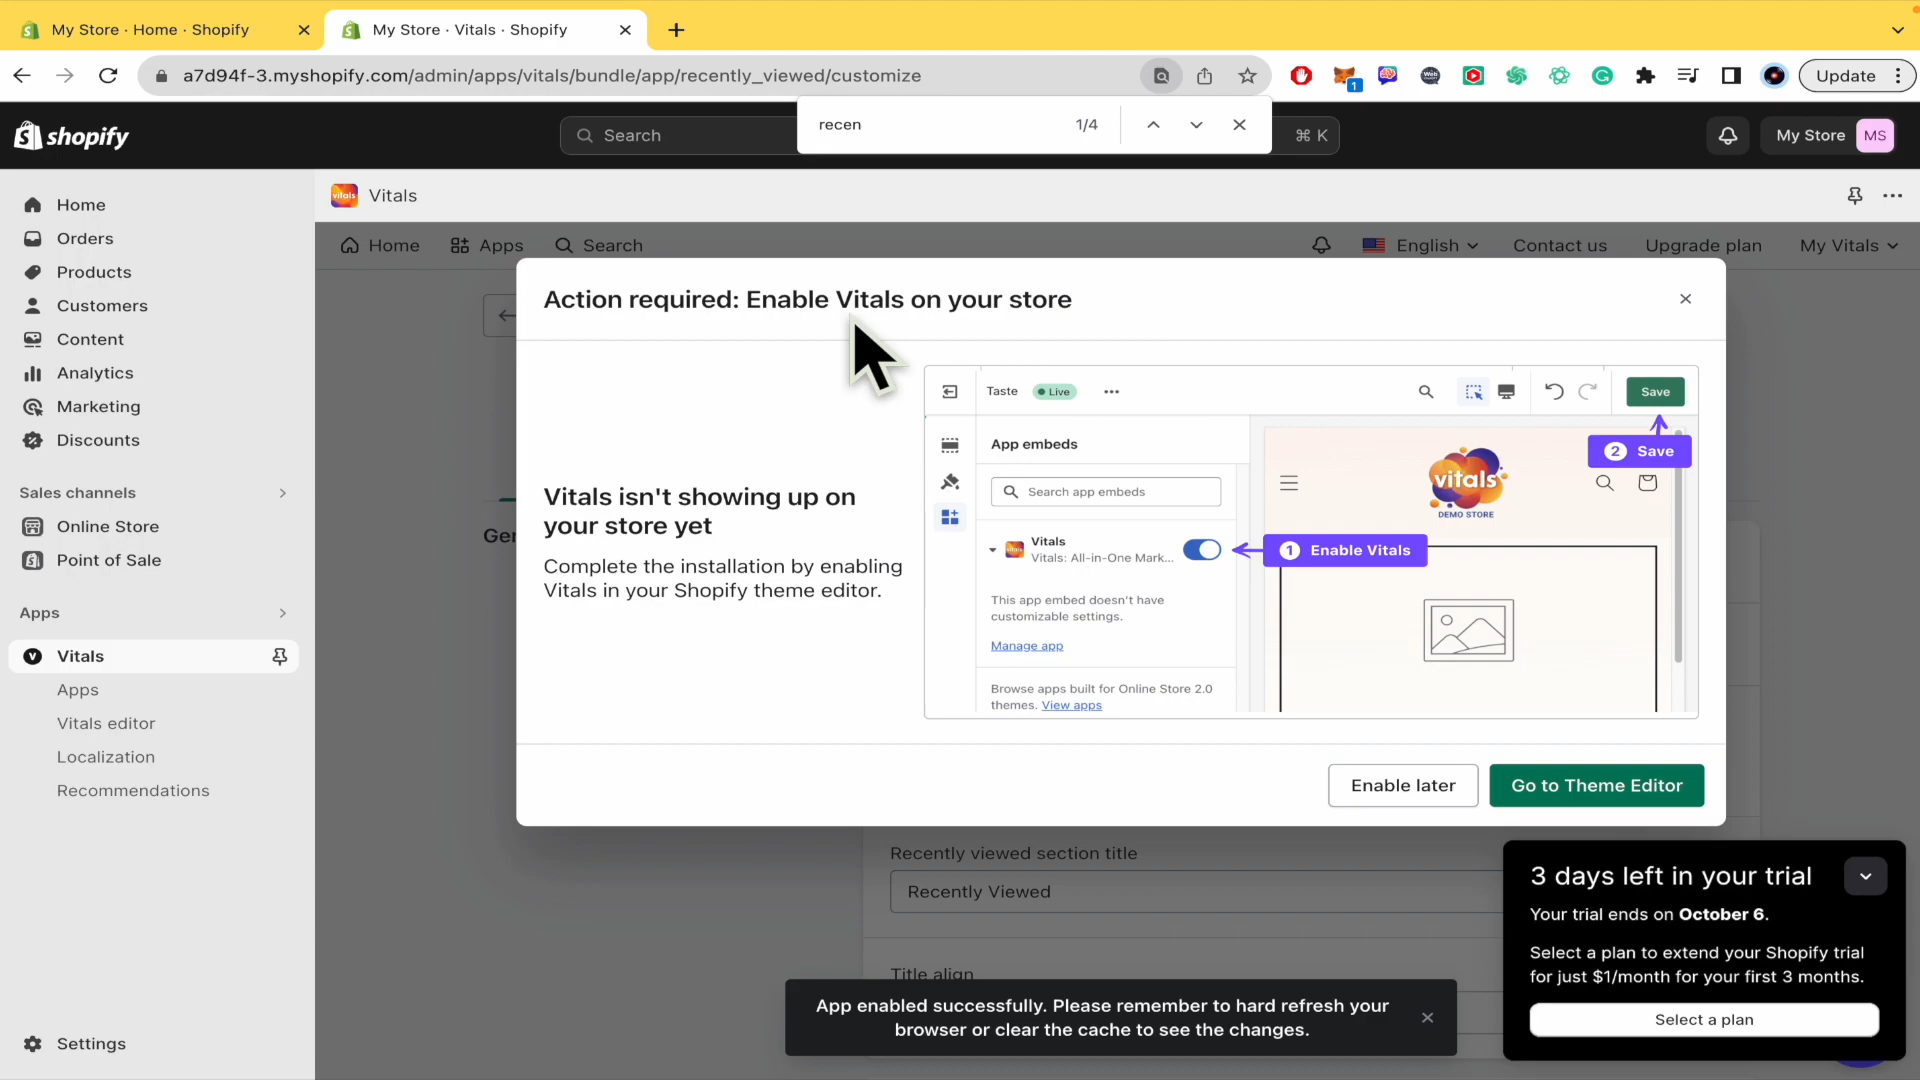 My Store · Home · Shopify
My Store · Vitals · Shopify
a7d94f-3.myshopify.com/admin/apps/vitals/bundle/app/recently_viewed/customize
1
Update
recen
1/4
shopify
Search
⌘ K
My Store
MS
Home
Orders
Products
Customers
Content
Analytics
Marketing
Discounts
Sales channels
Online Store
Point of Sale
Apps
Vitals
Apps
Vitals editor
Localization
Recommendations
Settings
vitals
Vitals
Home
Apps
Search
English
Contact us
Upgrade plan
My Vitals
Action required: Enable Vitals on your store
Vitals isn't showing up on
your store yet
Complete the installation by enabling
Vitals in your Shopify theme editor.
Taste
Live
Save
App embeds
2 Save
Search app embeds
vitals
DEMO STORE
Vitals
Vitals: All-in-One Mark...
1 Enable Vitals
This app embed doesn't have
customizable settings.
Manage app
Browse apps built for Online Store 2.0
themes. View apps
Enable later
Go to Theme Editor
Recently viewed section title
Recently Viewed
Title align
App enabled successfully. Please remember to hard refresh your
browser or clear the cache to see the changes.
3 days left in your trial
Your trial ends on October 6.
Select a plan to extend your Shopify trial
for just $1/month for your first 3 months.
Select a plan